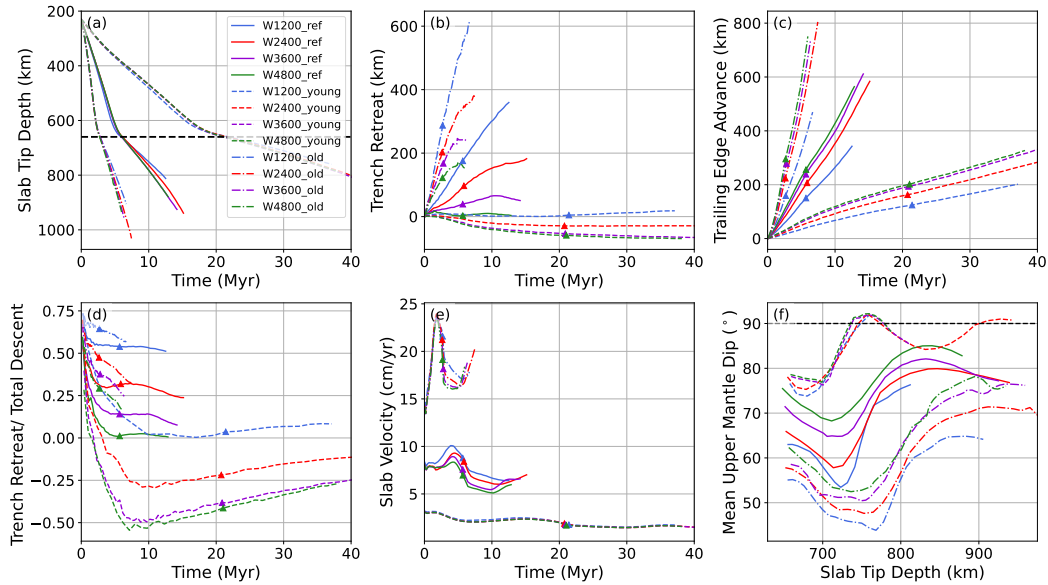 (a)
Slab Tip Depth (km)
200
400
600
800
1000
0
10
20
30
40
Time (Myr)
W1200_ref
W2400_ref
W3600_ref
W4800_ref
W1200_young
W2400_young
W3600_young
W4800_young
W1200_old
W2400_old
W3600_old
W4800_old
(b)
Trench Retreat (km)
600
400
200
0
0
10
20
30
40
Time (Myr)
(c)
Trailing Edge Advance (km)
800
600
400
200
0
0
10
20
30
40
Time (Myr)
(d)
Trench Retreat/ Total Descent
0.75
0.50
0.25
0.00
−0.25
−0.50
0
10
20
30
40
Time (Myr)
(e)
Slab Velocity (cm/yr)
25
20
15
10
5
0
10
20
30
40
Time (Myr)
(f)
Mean Upper Mantle Dip (°)
90
80
70
60
50
700
800
900
Slab Tip Depth (km)